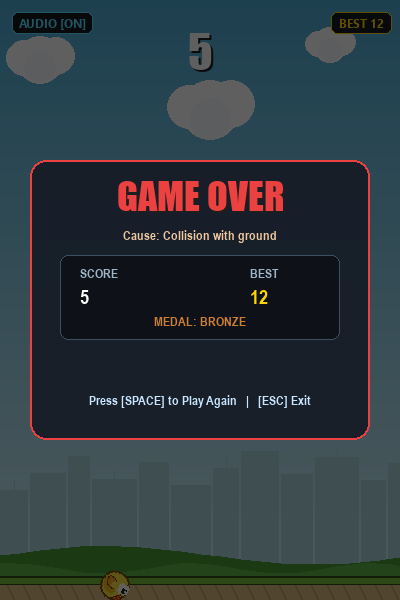 AUDIO [ON]
BEST 12
5
GAME OVER
Cause: Collision with ground
SCORE
BEST
5
12
MEDAL: BRONZE
Press [SPACE] to Play Again | [ESC] Exit